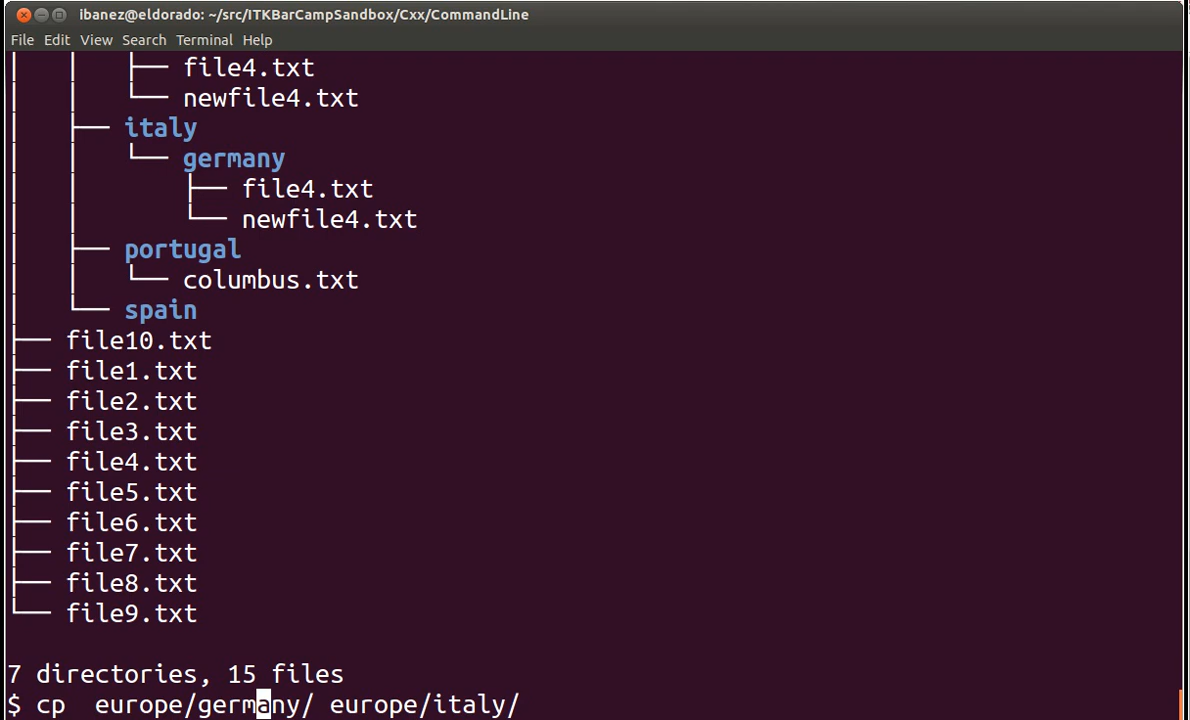 ibanez@eldorado: ~/src/ITKBarCampSandbox/Cxx/CommandLine
File Edit View Search Terminal Help
│   │   ├── file4.txt
│   │   └── newfile4.txt
│   ├── italy
│   │   └── germany
│   │       ├── file4.txt
│   │       └── newfile4.txt
│   ├── portugal
│   │   └── columbus.txt
│   └── spain
├── file10.txt
├── file1.txt
├── file2.txt
├── file3.txt
├── file4.txt
├── file5.txt
├── file6.txt
├── file7.txt
├── file8.txt
└── file9.txt
7 directories, 15 files
$ cp  europe/germany/ europe/italy/